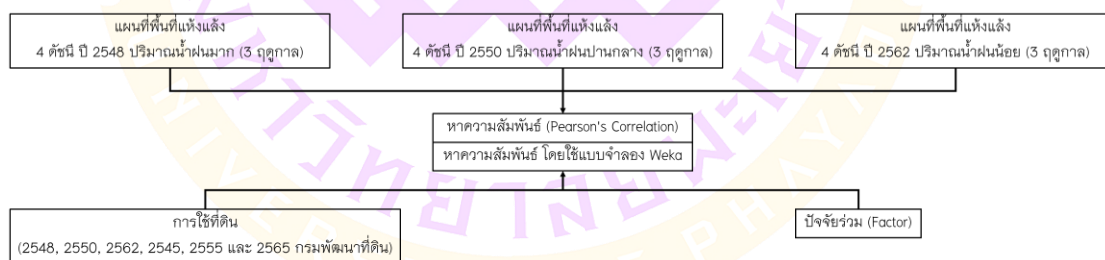 แผนที่พื้นที่แห้งแล้ง
4 ดัชนี ปี 2548 ปริมาณน้ำฝนมาก (3 ฤดูกาล)
แผนที่พื้นที่แห้งแล้ง
4 ดัชนี ปี 2550 ปริมาณน้ำฝนปานกลาง (3 ฤดูกาล)
แผนที่พื้นที่แห้งแล้ง
4 ดัชนี ปี 2562 ปริมาณน้ำฝนน้อย (3 ฤดูกาล)
หาความสัมพันธ์ (Pearson's Correlation)
หาความสัมพันธ์ โดยใช้แบบจำลอง Weka
การใช้ที่ดิน
(2548, 2550, 2562, 2545, 2555 และ 2565 กรมพัฒนาที่ดิน)
ปัจจัยร่วม (Factor)